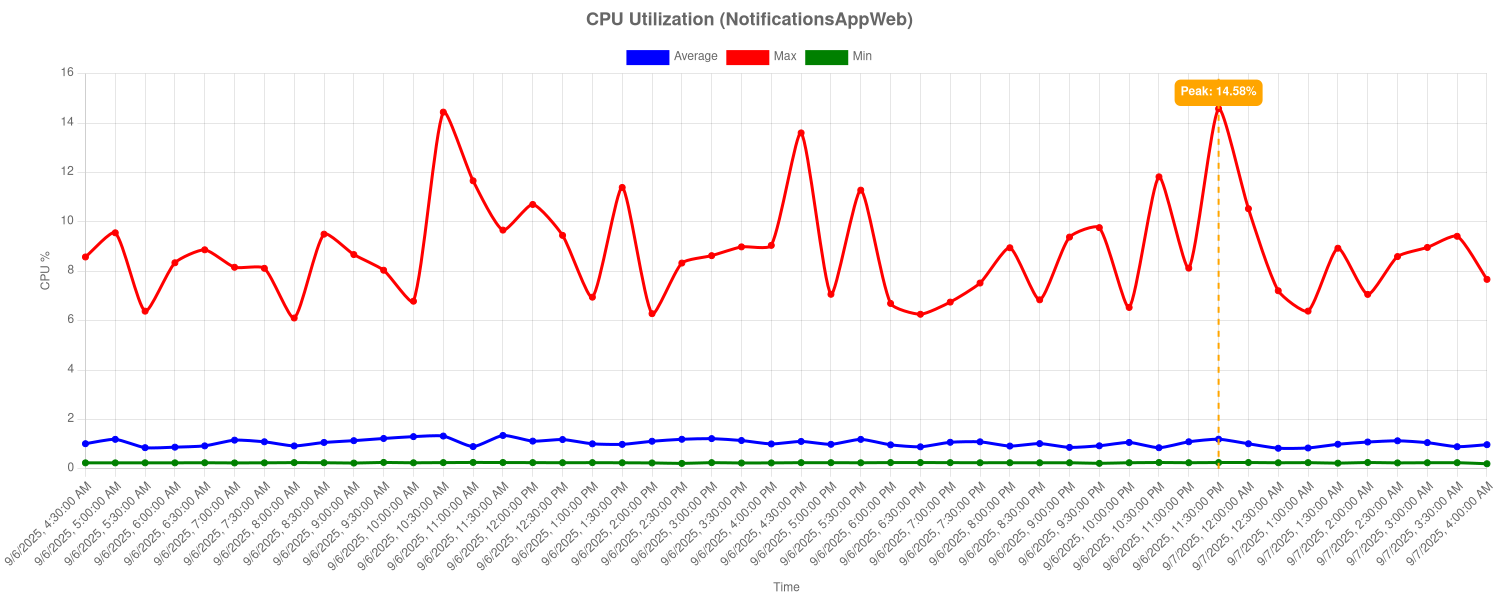 CPU Utilization (NotificationsAppWeb)
Average Max Min
Peak: 14.58%
CPU %
16
14
12
10
8
6
4
2
0
9/6/2025, 4:30:00 AM
9/6/2025, 5:00:00 AM
9/6/2025, 5:30:00 AM
9/6/2025, 6:00:00 AM
9/6/2025, 6:30:00 AM
9/6/2025, 7:00:00 AM
9/6/2025, 7:30:00 AM
9/6/2025, 8:00:00 AM
9/6/2025, 8:30:00 AM
9/6/2025, 9:00:00 AM
9/6/2025, 9:30:00 AM
9/6/2025, 10:00:00 AM
9/6/2025, 10:30:00 AM
9/6/2025, 11:00:00 AM
9/6/2025, 11:30:00 AM
9/6/2025, 12:00:00 PM
9/6/2025, 12:30:00 PM
9/6/2025, 1:00:00 PM
9/6/2025, 1:30:00 PM
9/6/2025, 2:00:00 PM
9/6/2025, 2:30:00 PM
9/6/2025, 3:00:00 PM
9/6/2025, 3:30:00 PM
9/6/2025, 4:00:00 PM
9/6/2025, 4:30:00 PM
9/6/2025, 5:00:00 PM
9/6/2025, 5:30:00 PM
9/6/2025, 6:00:00 PM
9/6/2025, 6:30:00 PM
9/6/2025, 7:00:00 PM
9/6/2025, 7:30:00 PM
9/6/2025, 8:00:00 PM
9/6/2025, 8:30:00 PM
9/6/2025, 9:00:00 PM
9/6/2025, 9:30:00 PM
9/6/2025, 10:00:00 PM
9/6/2025, 10:30:00 PM
9/6/2025, 11:00:00 PM
9/6/2025, 11:30:00 PM
9/7/2025, 12:00:00 AM
9/7/2025, 12:30:00 AM
9/7/2025, 1:00:00 AM
9/7/2025, 1:30:00 AM
9/7/2025, 2:00:00 AM
9/7/2025, 2:30:00 AM
9/7/2025, 3:00:00 AM
9/7/2025, 3:30:00 AM
9/7/2025, 4:00:00 AM
Time